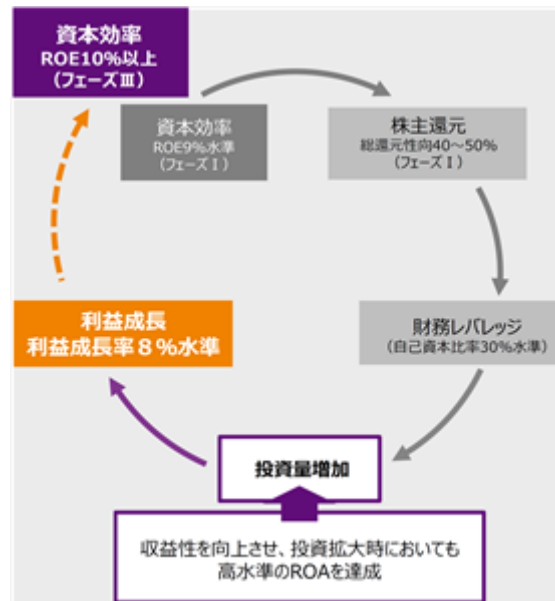 資本効率
ROE10%以上
(フェーズⅢ)
資本効率
ROE9%水準
(フェーズⅠ)
株主還元
総還元性向40~50%
(フェーズⅠ)
利益成長
利益成長率8%水準
財務レバレッジ
(自己資本比率30%水準)
投資量増加
収益性を向上させ、投資拡大時においても
高水準のROAを達成